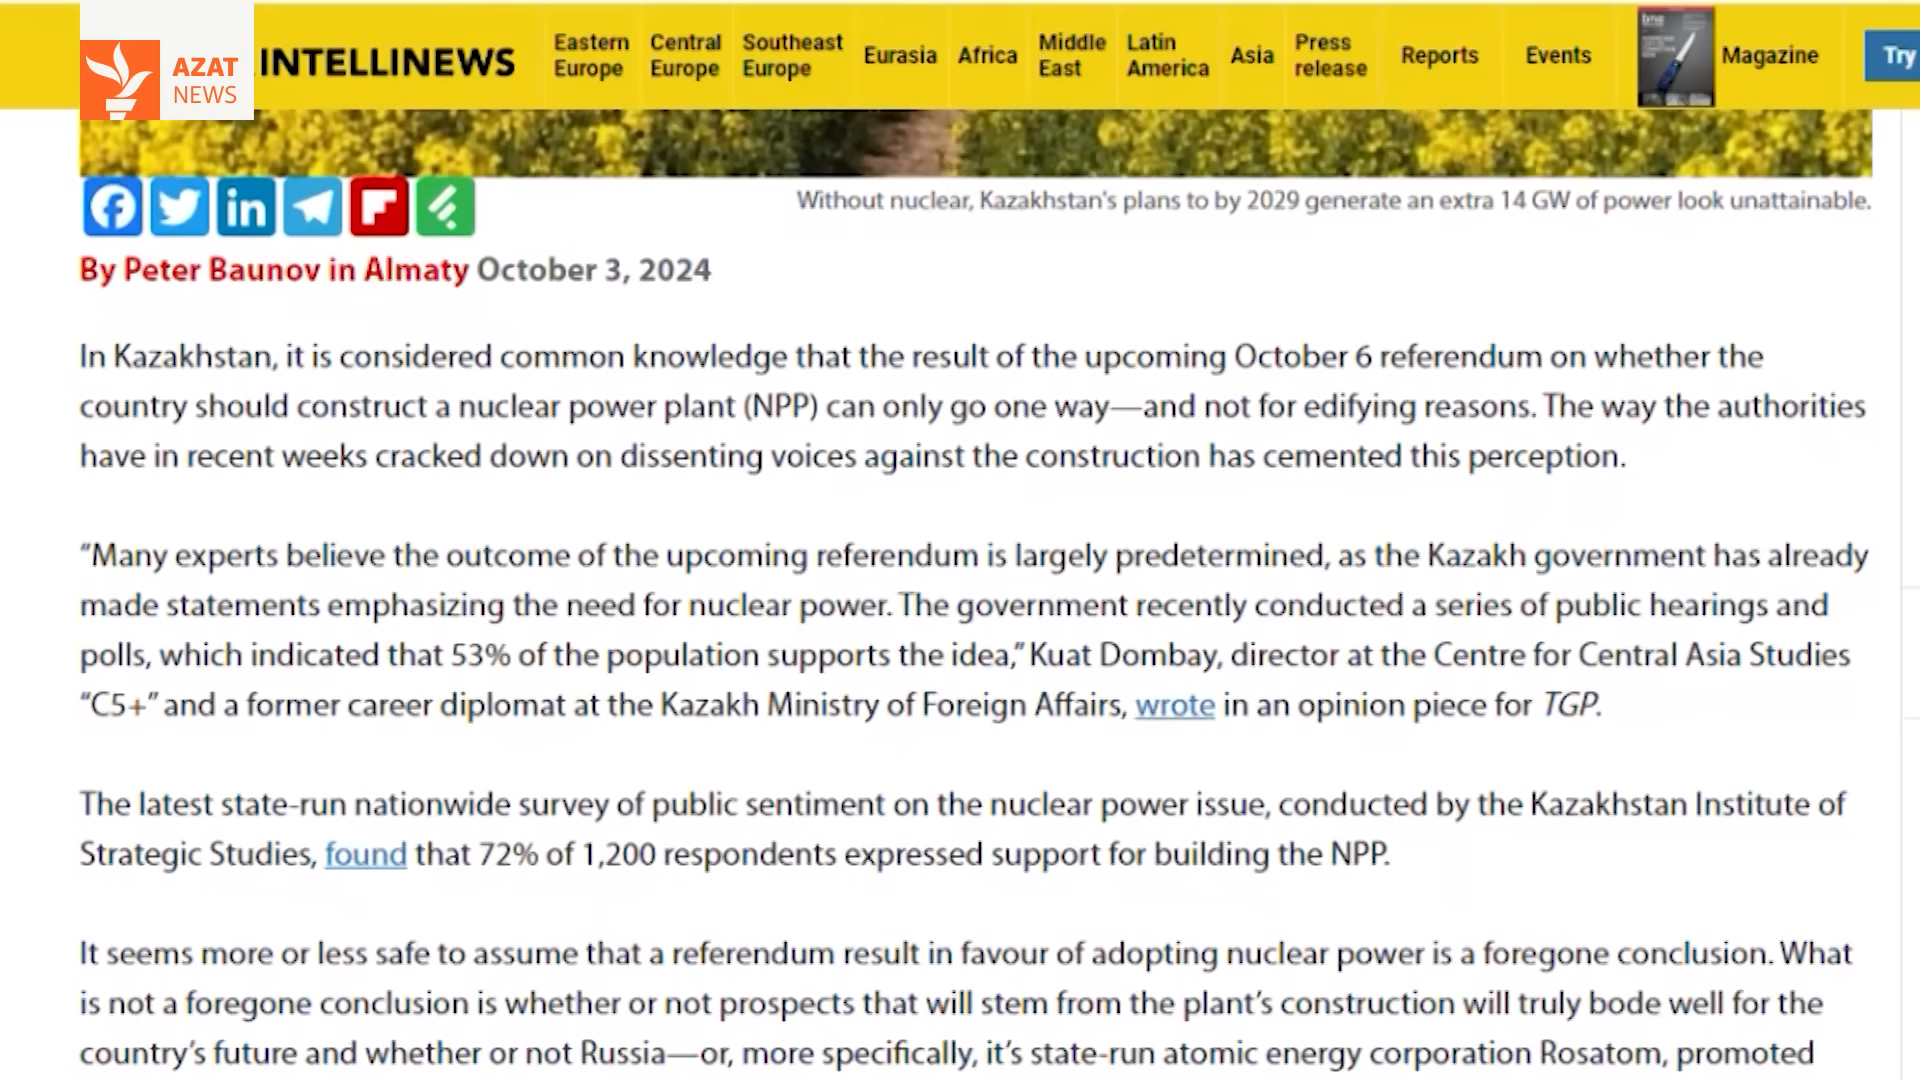 AZAT
NEWS
INTELLINEWS
Eastern
Europe
Central
Europe
Southeast
Europe
Eurasia
Africa
Middle
East
Latin
America
Asia
Press
release
Reports
Events
bne
Magazine
Try
Without nuclear, Kazakhstan's plans to by 2029 generate an extra 14 GW of power look unattainable.
By Peter Baunov in Almaty October 3, 2024
In Kazakhstan, it is considered common knowledge that the result of the upcoming October 6 referendum on whether the
country should construct a nuclear power plant (NPP) can only go one way—and not for edifying reasons. The way the authorities
have in recent weeks cracked down on dissenting voices against the construction has cemented this perception.
“Many experts believe the outcome of the upcoming referendum is largely predetermined, as the Kazakh government has already
made statements emphasizing the need for nuclear power. The government recently conducted a series of public hearings and
polls, which indicated that 53% of the population supports the idea,” Kuat Dombay, director at the Centre for Central Asia Studies
“C5+” and a former career diplomat at the Kazakh Ministry of Foreign Affairs, wrote in an opinion piece for TGP.
The latest state-run nationwide survey of public sentiment on the nuclear power issue, conducted by the Kazakhstan Institute of
Strategic Studies, found that 72% of 1,200 respondents expressed support for building the NPP.
It seems more or less safe to assume that a referendum result in favour of adopting nuclear power is a foregone conclusion. What
is not a foregone conclusion is whether or not prospects that will stem from the plant’s construction will truly bode well for the
country’s future and whether or not Russia—or, more specifically, it’s state-run atomic energy corporation Rosatom, promoted